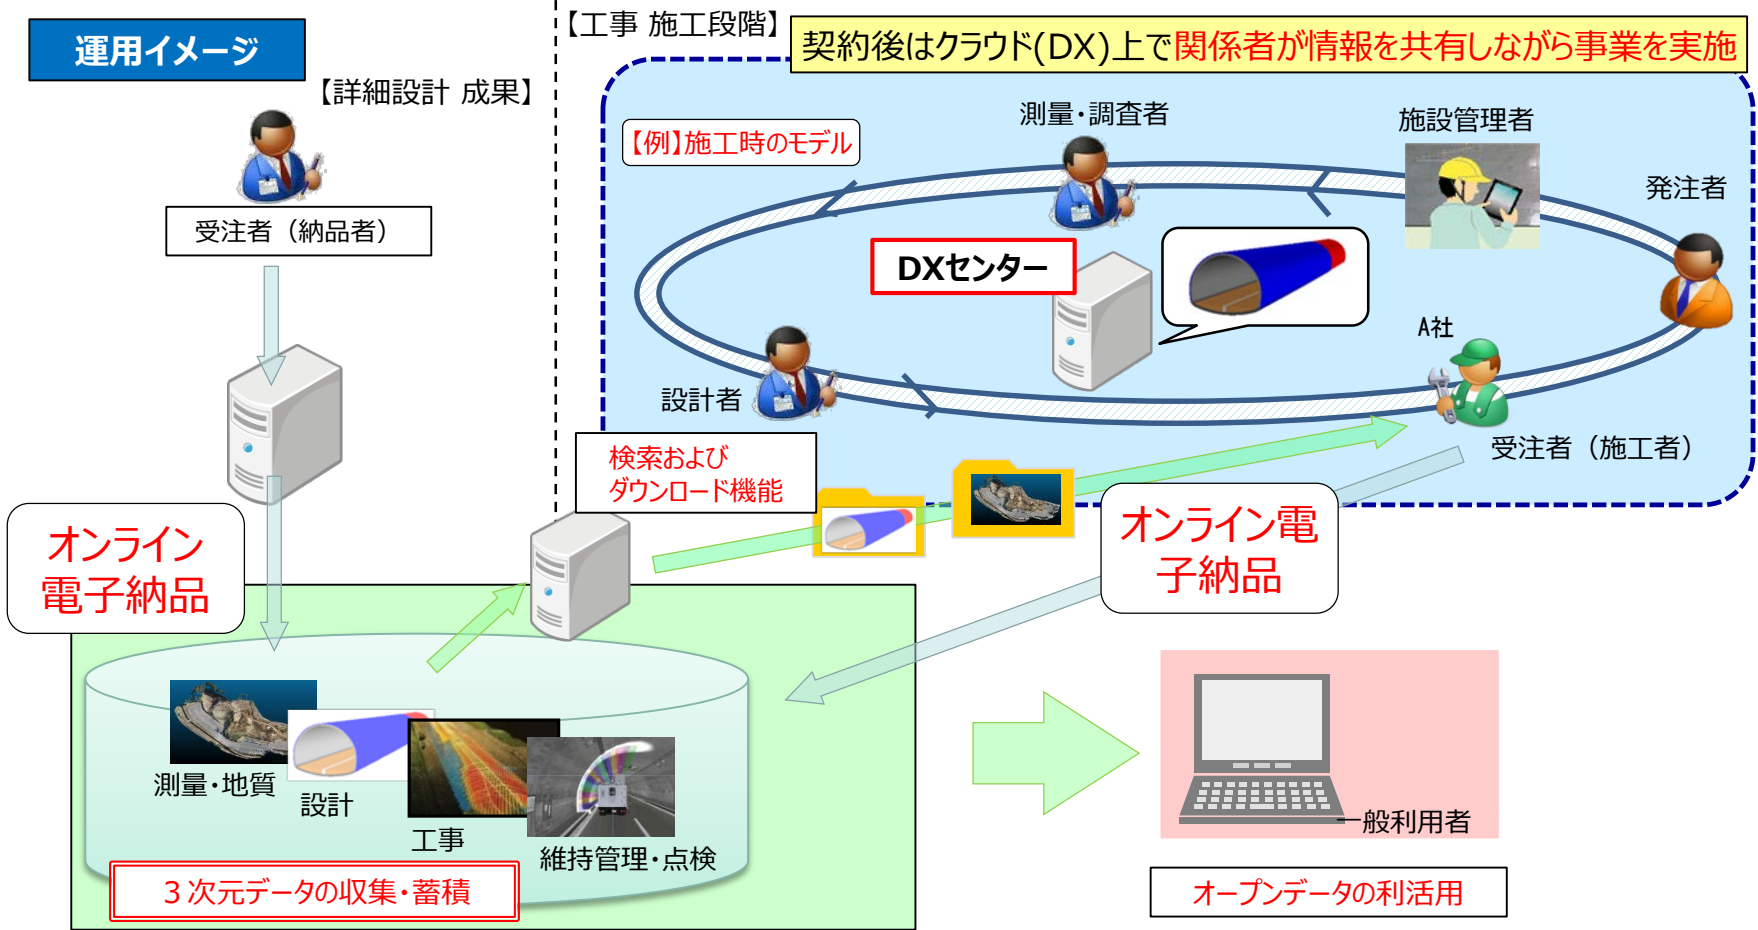 運用イメージ
【詳細設計 成果】
受注者（納品者）
オンライン
電子納品
【工事 施工段階】
契約後はクラウド(DX)上で関係者が情報を共有しながら事業を実施
【例】施工時のモデル
測量・調査者
施設管理者
発注者
DXセンター
A社
設計者
受注者（施工者）
検索および
ダウンロード機能
オンライン電
子納品
測量・地質
設計
工事
維持管理・点検
３次元データの収集・蓄積
一般利用者
オープンデータの利活用